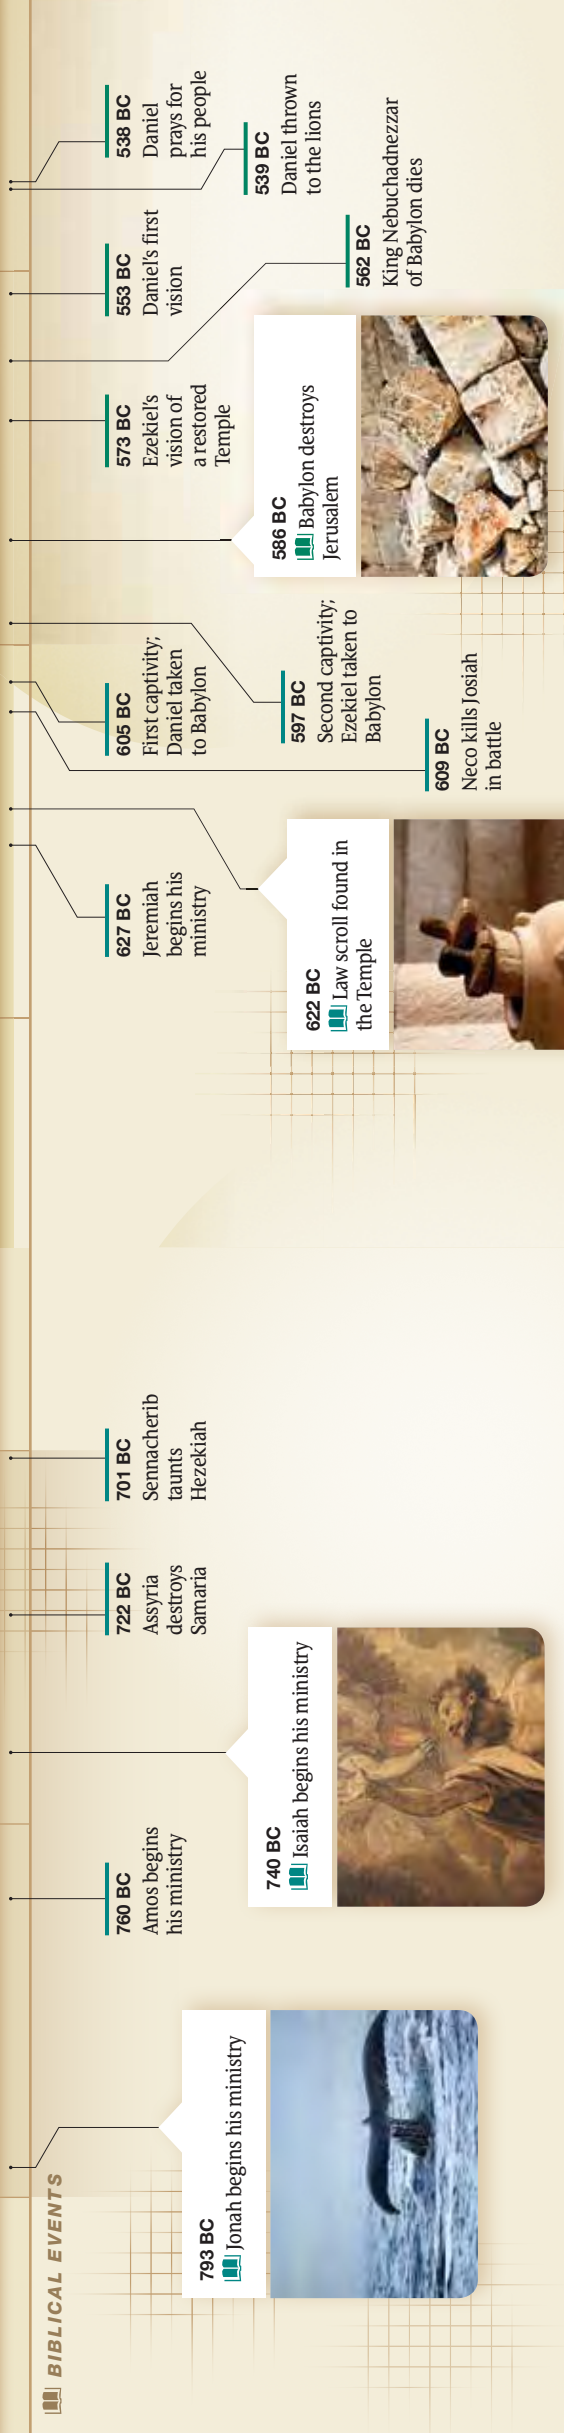 BIBLICAL EVENTS
793 BC
Jonah begins his ministry
760 BC
Amos begins
his ministry
740 BC
Isaiah begins his ministry
722 BC
Assyria
destroys
Samaria
701 BC
Sennacherib
taunts
Hezekiah
627 BC
Jeremiah
begins his
ministry
622 BC
Law scroll found in
the Temple
609 BC
Neco kills Josiah
in battle
605 BC
First captivity;
Daniel taken
to Babylon
597 BC
Second captivity;
Ezekiel taken to
Babylon
586 BC
Babylon destroys
Jerusalem
573 BC
Ezekiel's
vision of
a restored
Temple
562 BC
King Nebuchadnezzar
of Babylon dies
553 BC
Daniel's first
vision
539 BC
Daniel thrown
to the lions
538 BC
Daniel
prays for
his people